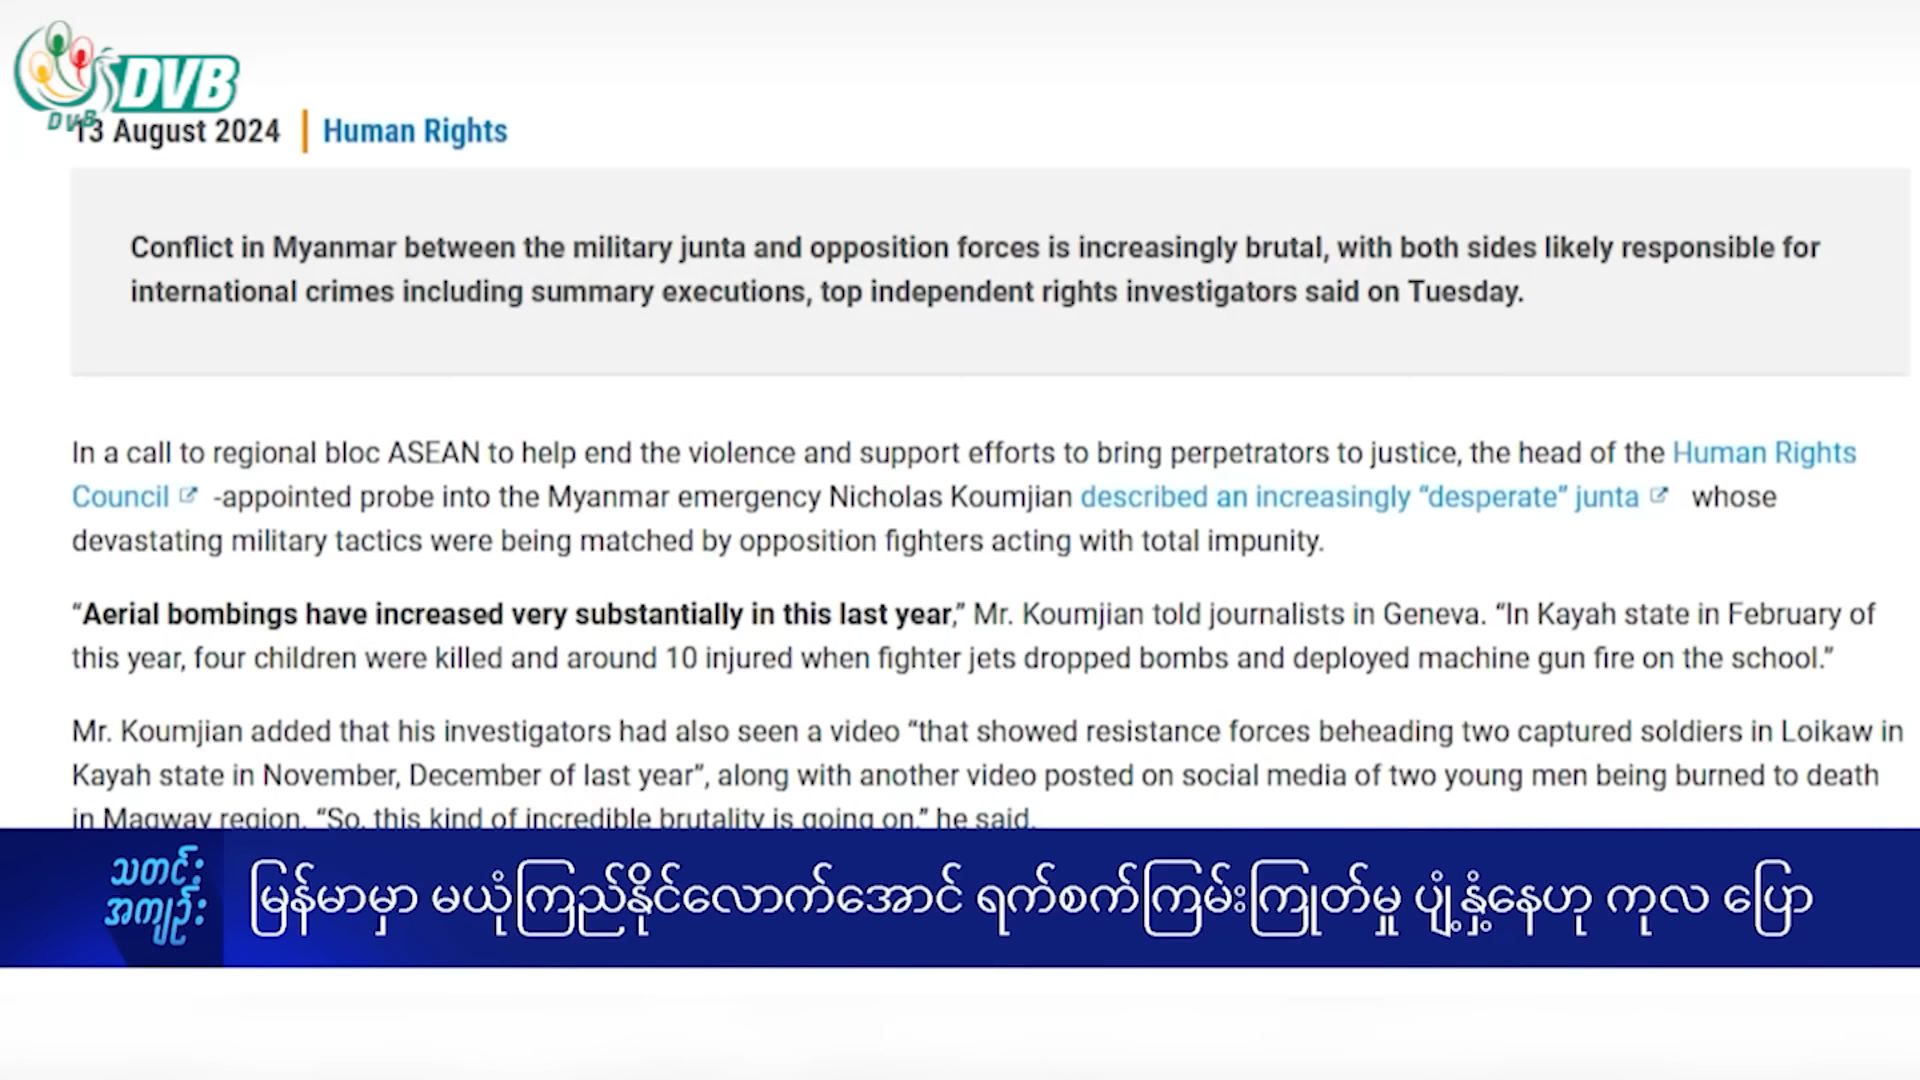 DVB
DVB
13 August 2024 | Human Rights
Conflict in Myanmar between the military junta and opposition forces is increasingly brutal, with both sides likely responsible for
international crimes including summary executions, top independent rights investigators said on Tuesday.
In a call to regional bloc ASEAN to help end the violence and support efforts to bring perpetrators to justice, the head of the Human Rights
Council -appointed probe into the Myanmar emergency Nicholas Koumjian described an increasingly “desperate” junta whose
devastating military tactics were being matched by opposition fighters acting with total impunity.
“Aerial bombings have increased very substantially in this last year,” Mr. Koumjian told journalists in Geneva. “In Kayah state in February of
this year, four children were killed and around 10 injured when fighter jets dropped bombs and deployed machine gun fire on the school.”
Mr. Koumjian added that his investigators had also seen a video “that showed resistance forces beheading two captured soldiers in Loikaw in
Kayah state in November, December of last year”, along with another video posted on social media of two young men being burned to death
in Magway region. “So, this kind of incredible brutality is going on,” he said.
သတင်း
အကျဉ်း
မြန်မာမှာ မယုံကြည်နိုင်လောက်အောင် ရက်စက်ကြမ်းကြုတ်မှု ပျံ့နှံ့နေဟု ကုလ ပြော